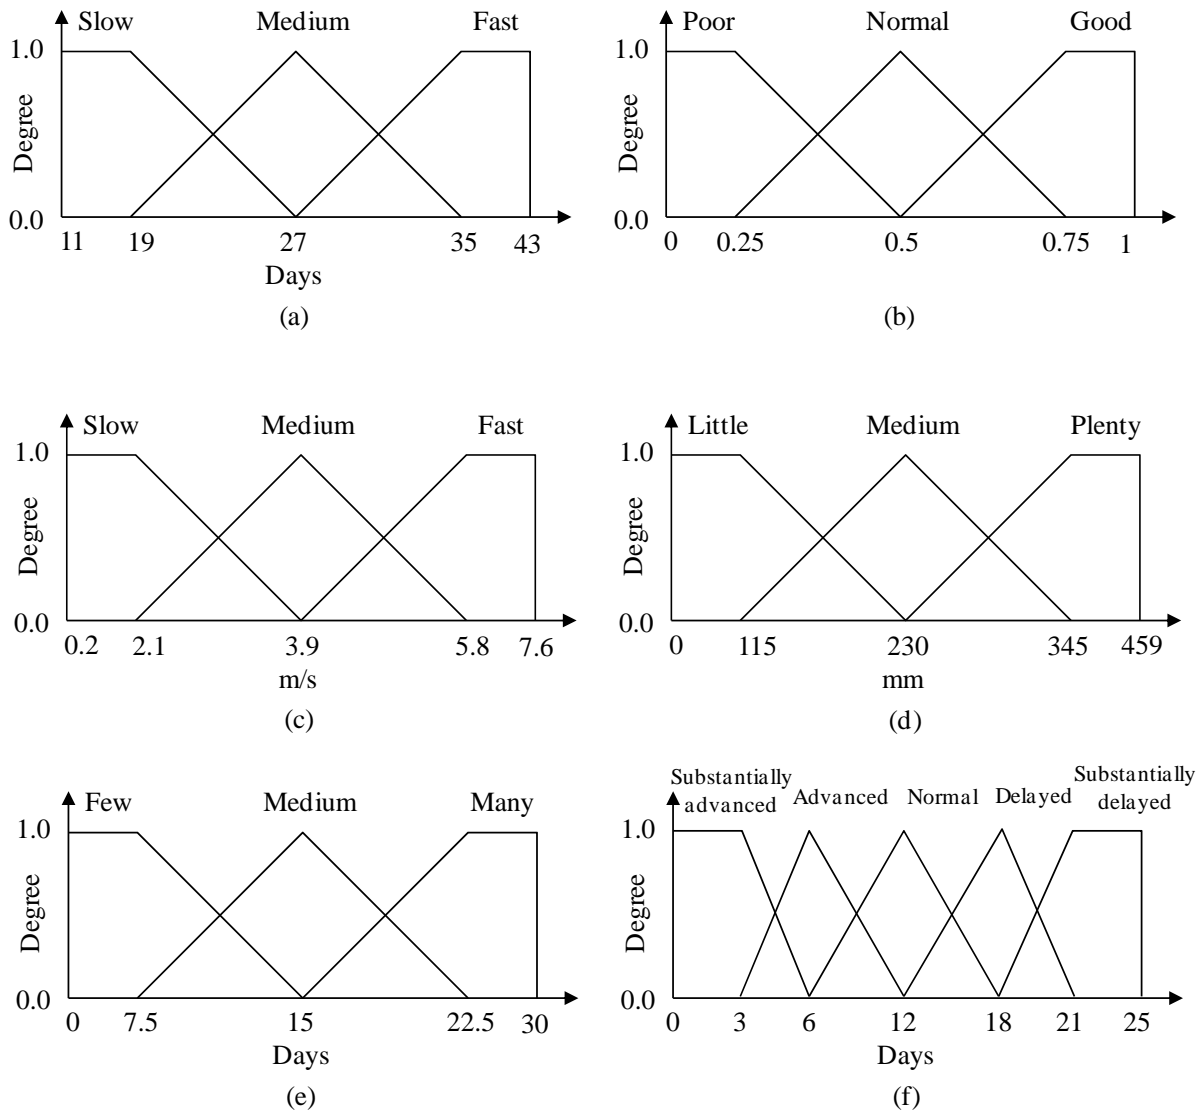 Slow Medium Fast
1.0
Degree
0.0
11 19 27 35 43
Days
(a)
Poor Normal Good
1.0
Degree
0.0
0 0.25 0.5 0.75 1
(b)
Slow Medium Fast
1.0
Degree
0.0
0.2 2.1 3.9 5.8 7.6
m/s
(c)
Little Medium Plenty
1.0
Degree
0.0
0 115 230 345 459
mm
(d)
Few Medium Many
1.0
Degree
0.0
0 7.5 15 22.5 30
Days
(e)
Substantially
advanced
Advanced Normal Delayed
Substantially
delayed
1.0
Degree
0.0
0 3 6 12 18 21 25
Days
(f)